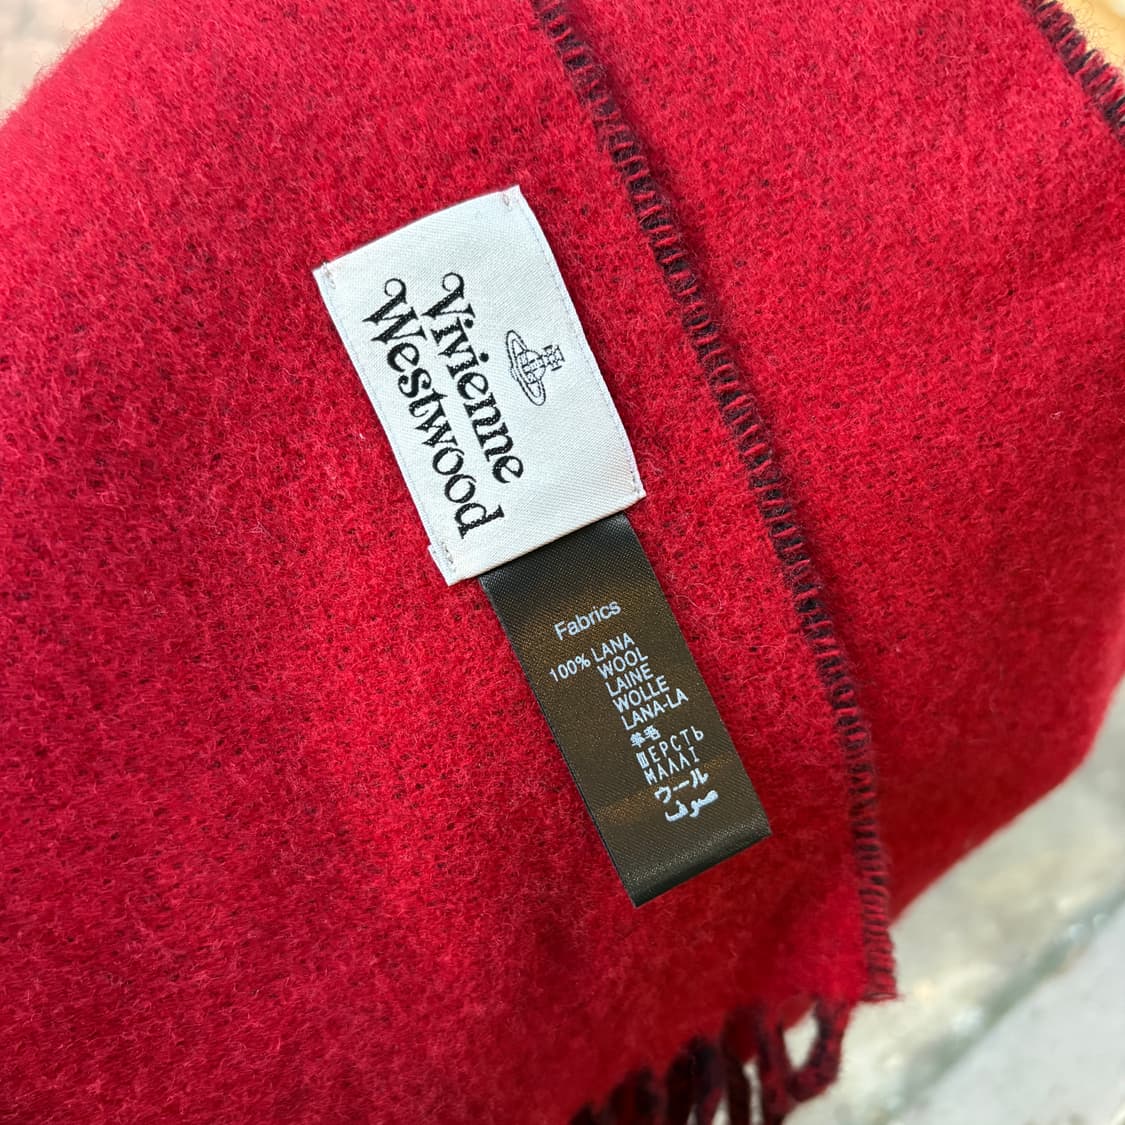 Vivienne
Westwood
Fabrics
100% LANA
WOOL
LAINE
WOLLE
LANA-LA
羊毛
ШЕРСТЬ
ΜΑΛΛΙ
ウール
صوف